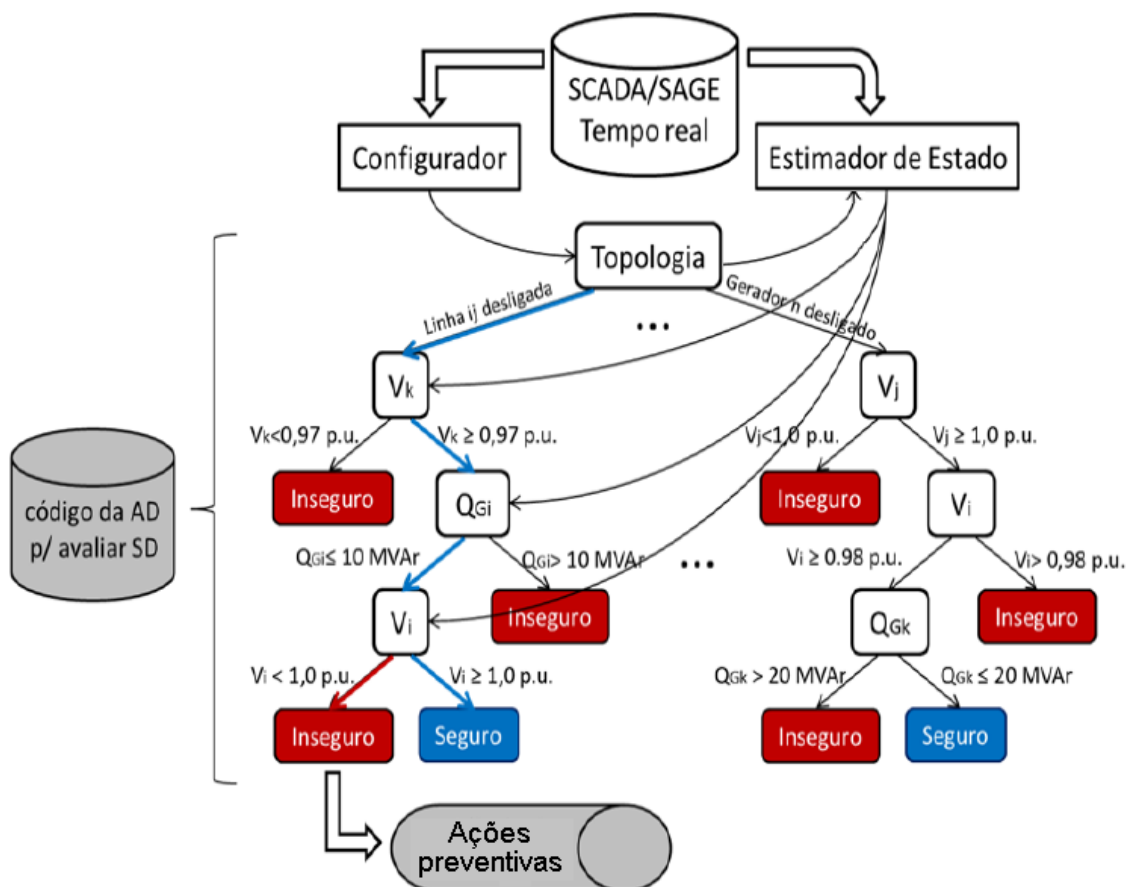 SCADA/SAGE
Tempo real
Configurador
Estimador de Estado
Topologia
Linha ij desligada
...
Gerador n desligado
Vk
Vj
Vk<0,97 p.u.
Vk ≥ 0,97 p.u.
Vj<1,0 p.u.
Vj ≥ 1,0 p.u.
Inseguro
QGi
Inseguro
Vi
código da AD
p/ avaliar SD
QGi≤ 10 MVAr
QGi> 10 MVAr
...
Vi ≥ 0.98 p.u.
Vi> 0,98 p.u.
Vi
Inseguro
QGk
Inseguro
Vi < 1,0 p.u.
Vi ≥ 1,0 p.u.
QGk > 20 MVAr
QGk ≤ 20 MVAr
Inseguro
Seguro
Inseguro
Seguro
Ações
preventivas